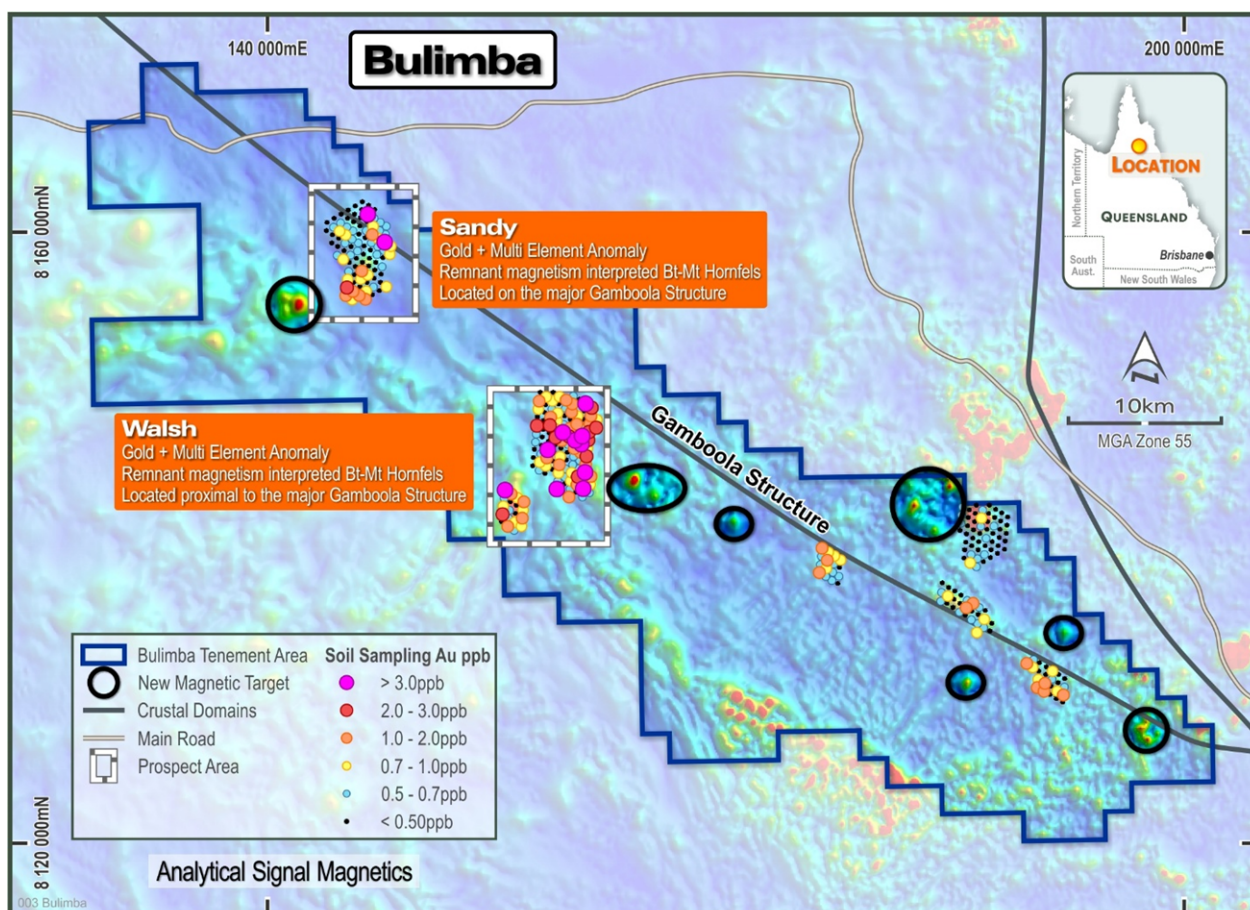 140 000mE
200 000mE
Bulimba
LOCATION
Northern Territory
QUEENSLAND
South
Aust.
Brisbane
New South Wales
8 160 000mN
Sandy
Gold + Multi Element Anomaly
Remnant magnetism interpreted Bt-Mt Hornfels
Located on the major Gamboola Structure
N
10km
MGA Zone 55
Walsh
Gold + Multi Element Anomaly
Remnant magnetism interpreted Bt-Mt Hornfels
Located proximal to the major Gamboola Structure
Gamboola Structure
Bulimba Tenement Area
New Magnetic Target
Crustal Domains
Main Road
Prospect Area
Soil Sampling Au ppb
> 3.0ppb
2.0 - 3.0ppb
1.0 - 2.0ppb
0.7 - 1.0ppb
0.5 - 0.7ppb
< 0.50ppb
8 120 000mN
Analytical Signal Magnetics
003 Bulimba